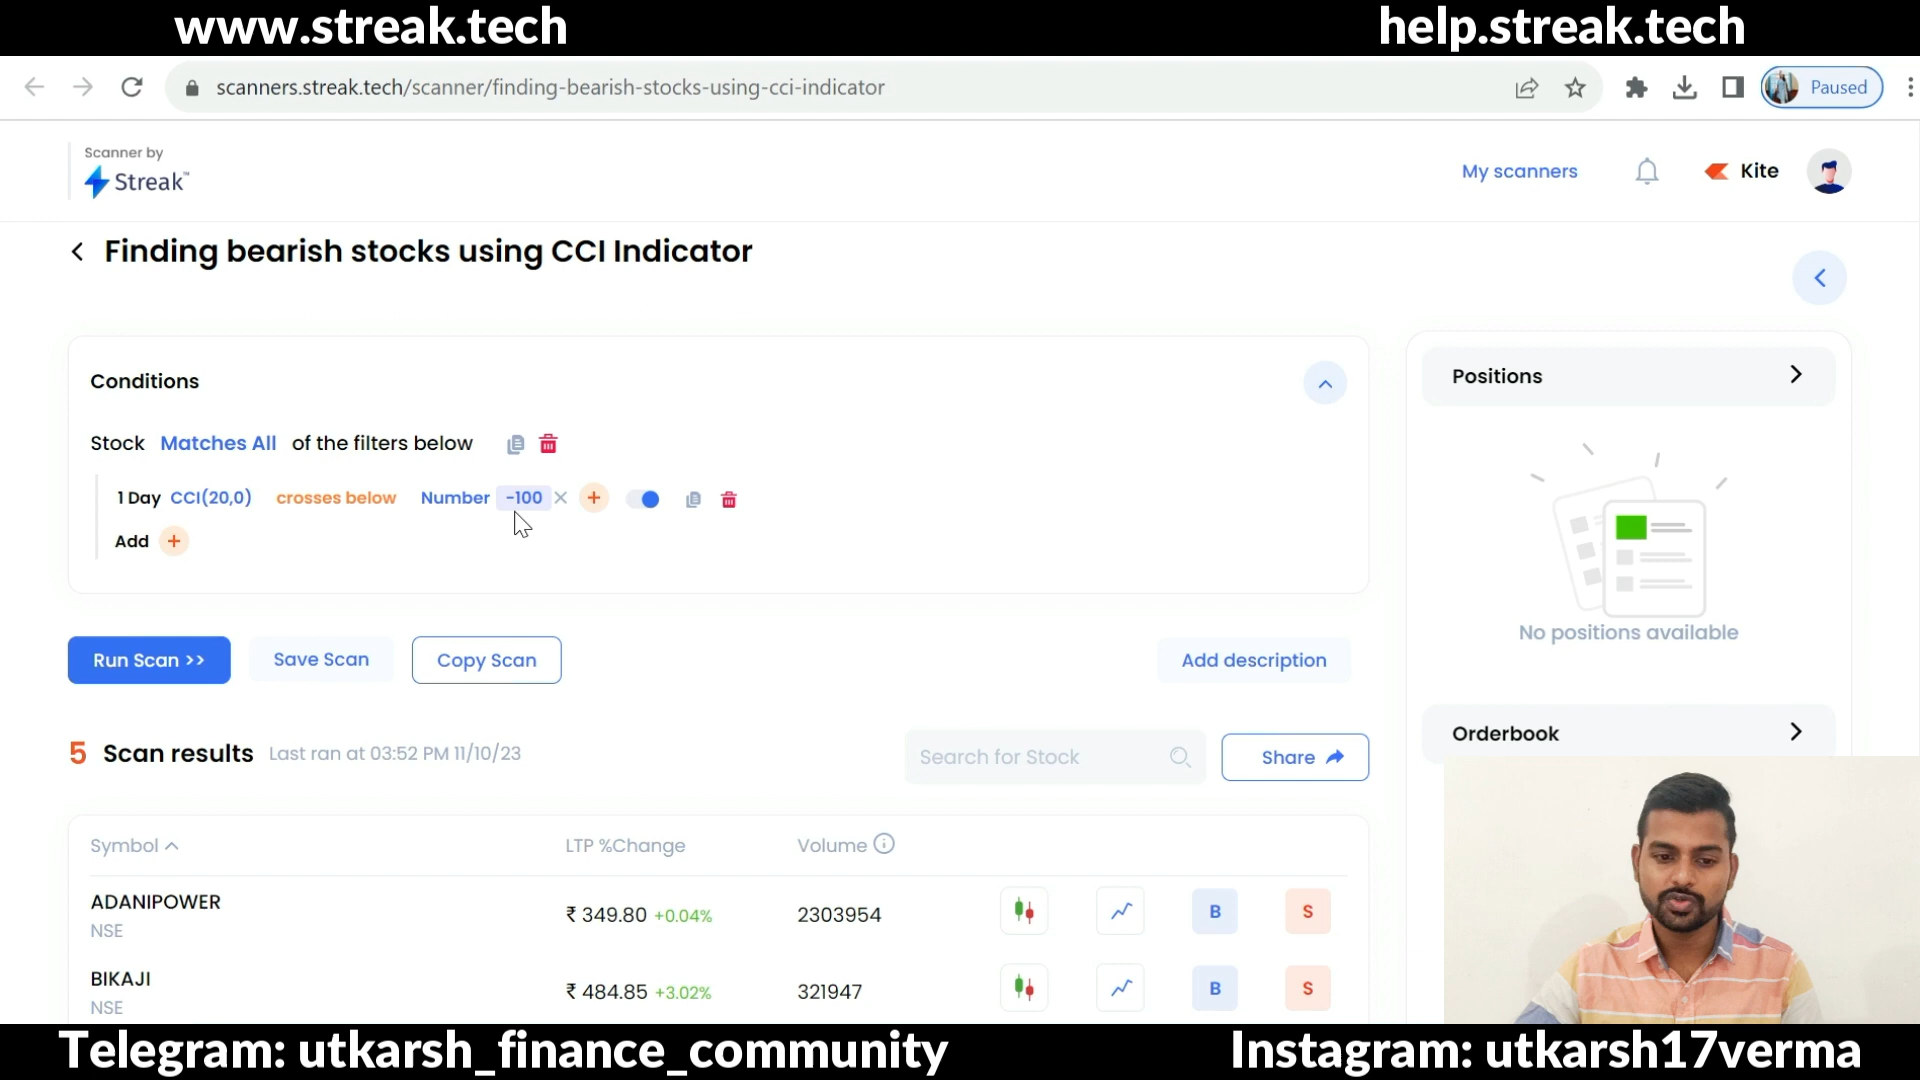 www.streak.tech help.streak.tech
scanners.streak.tech/scanner/finding-bearish-stocks-using-cci-indicator Paused
Scanner by
Streak™
My scanners Kite
Finding bearish stocks using CCI Indicator
Conditions
Positions
Stock Matches All of the filters below
1 Day CCI(20,0) crosses below Number -100
Add
No positions available
Run Scan >> Save Scan Copy Scan Add description
Orderbook
5 Scan results Last ran at 03:52 PM 11/10/23 Search for Stock Share
Symbol LTP %Change Volume
ADANIPOWER
NSE
₹ 349.80 +0.04% 2303954 B S
BIKAJI
NSE
₹ 484.85 +3.02% 321947 B S
Telegram: utkarsh_finance_community Instagram: utkarsh17verma